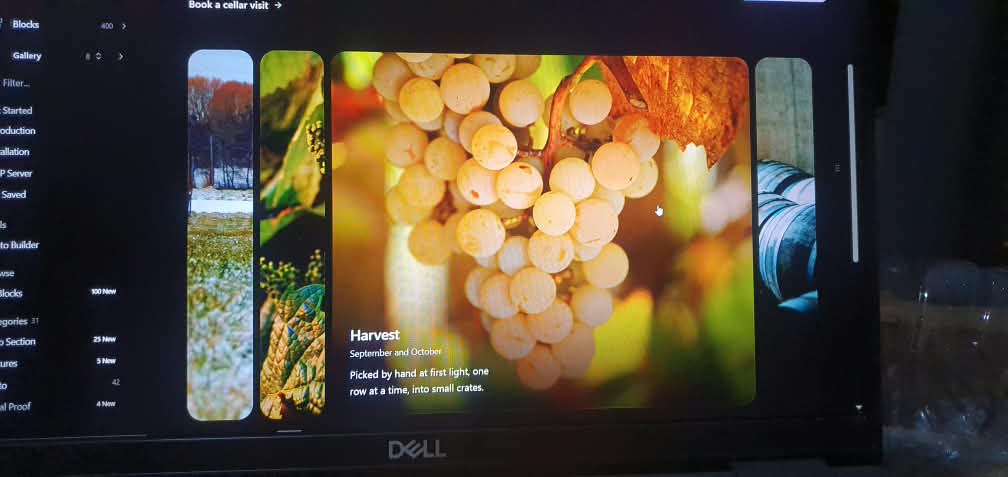 Book a cellar visit →
Blocks 400 >
Gallery 8 >
Filter...
Started
oduction
allation
P Server
Saved
ls
to Builder
wse
Blocks 100 New
egories 31
o Section 25 New
ures 5 New
to 42
al Proof 4 New
Harvest
September and October
Picked by hand at first light, one
row at a time, into small crates.
DELL